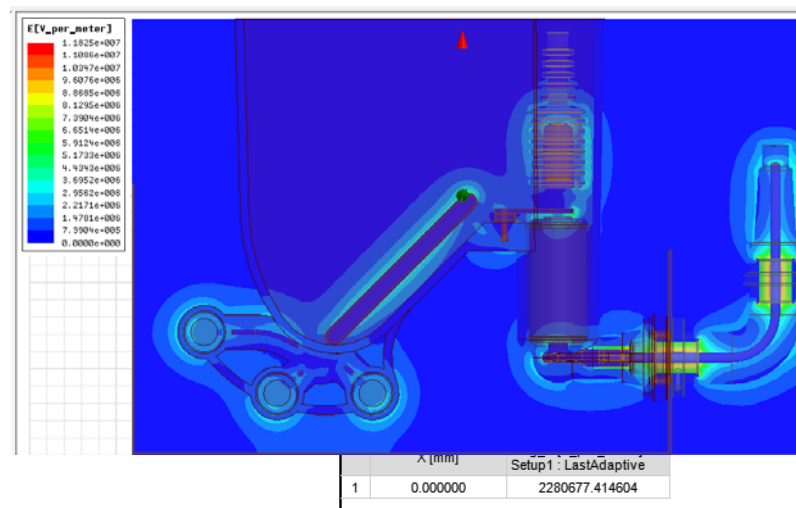 E[V_per_meter]
1.1825e+007
1.1086e+007
1.0347e+007
9.6076e+006
8.8685e+006
8.1295e+006
7.3904e+006
6.6514e+006
5.9124e+006
5.1733e+006
4.4343e+006
3.6952e+006
2.9562e+006
2.2171e+006
1.4781e+006
7.3904e+005
0.0000e+000
X [mm]
Setup1 : LastAdaptive
1 0.000000 2280677.414604